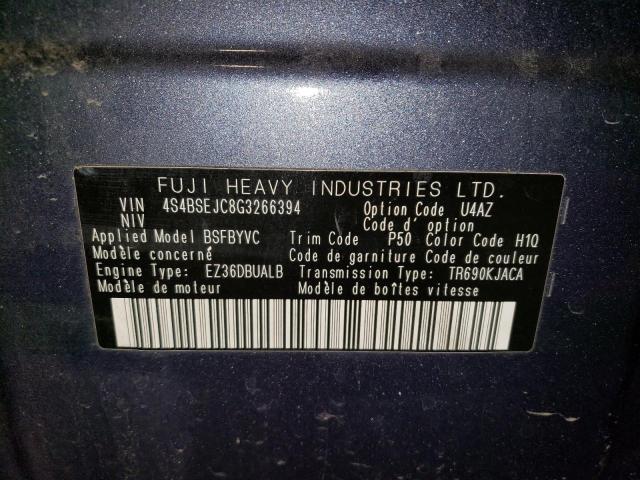 FUJI HEAVY INDUSTRIES LTD.
VIN 4S4BSEJC8G3266394 Option Code U4AZ
NIV Code d' option
Applied Model BSFBYVC Trim Code P50 Color Code H1Q
Modèle concerné Code de garniture Code de couleur
Engine Type: EZ36DBUALB Transmission Type: TR690KJACA
Modèle de moteur Modèle de boîtes vitesse